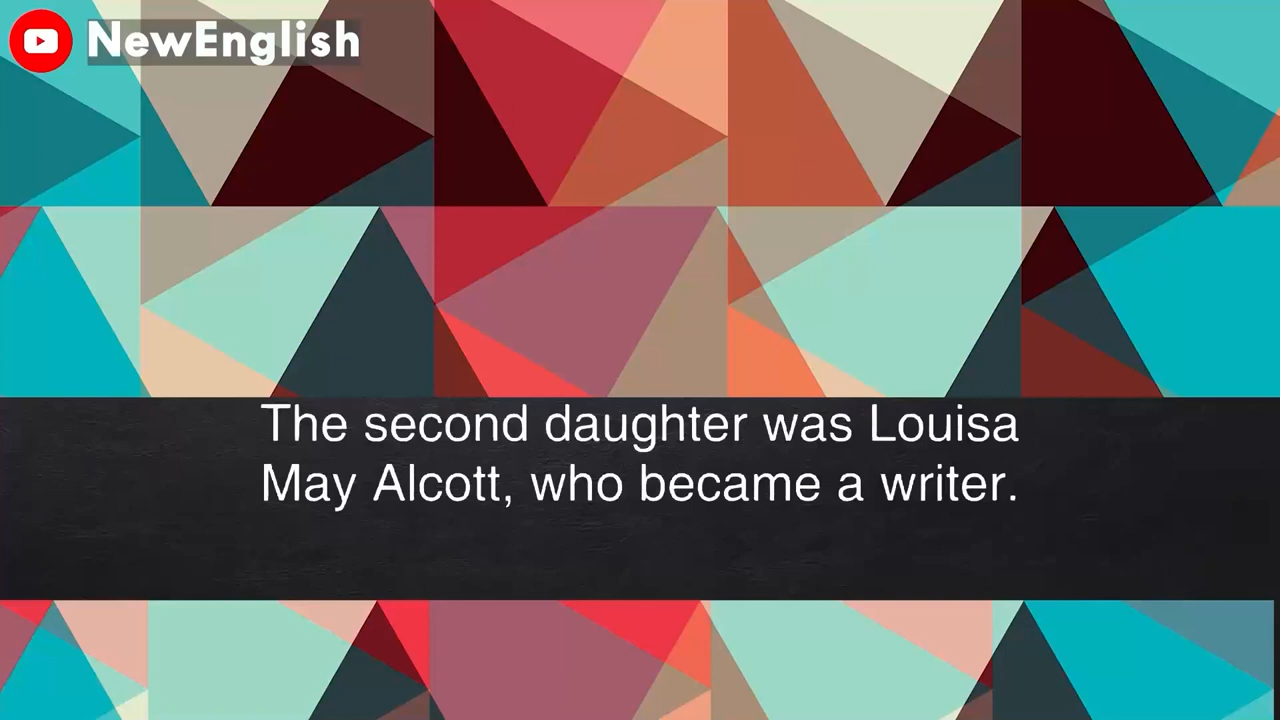 NewEnglish
The second daughter was Louisa
May Alcott, who became a writer.